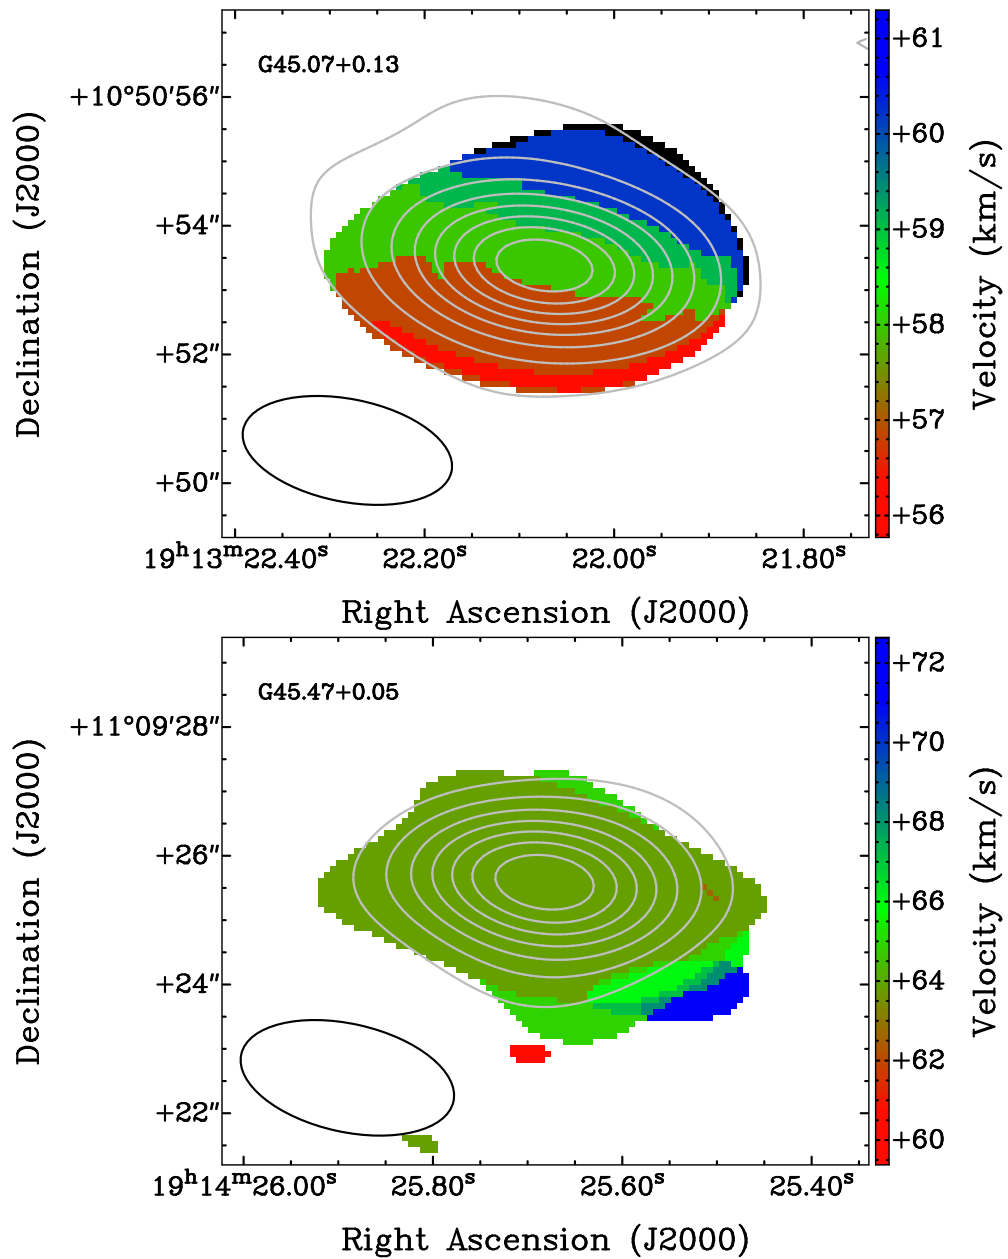 G45.07+0.13
+10°50′56″
+54″
+52″
+50″
Declination (J2000)
19ʰ13ᵐ22.40ˢ 22.20ˢ 22.00ˢ 21.80ˢ
Right Ascension (J2000)
+61
+60
+59
+58
+57
+56
Velocity (km/s)
G45.47+0.05
+11°09′28″
+26″
+24″
+22″
Declination (J2000)
19ʰ14ᵐ26.00ˢ 25.80ˢ 25.60ˢ 25.40ˢ
Right Ascension (J2000)
+72
+70
+68
+66
+64
+62
+60
Velocity (km/s)